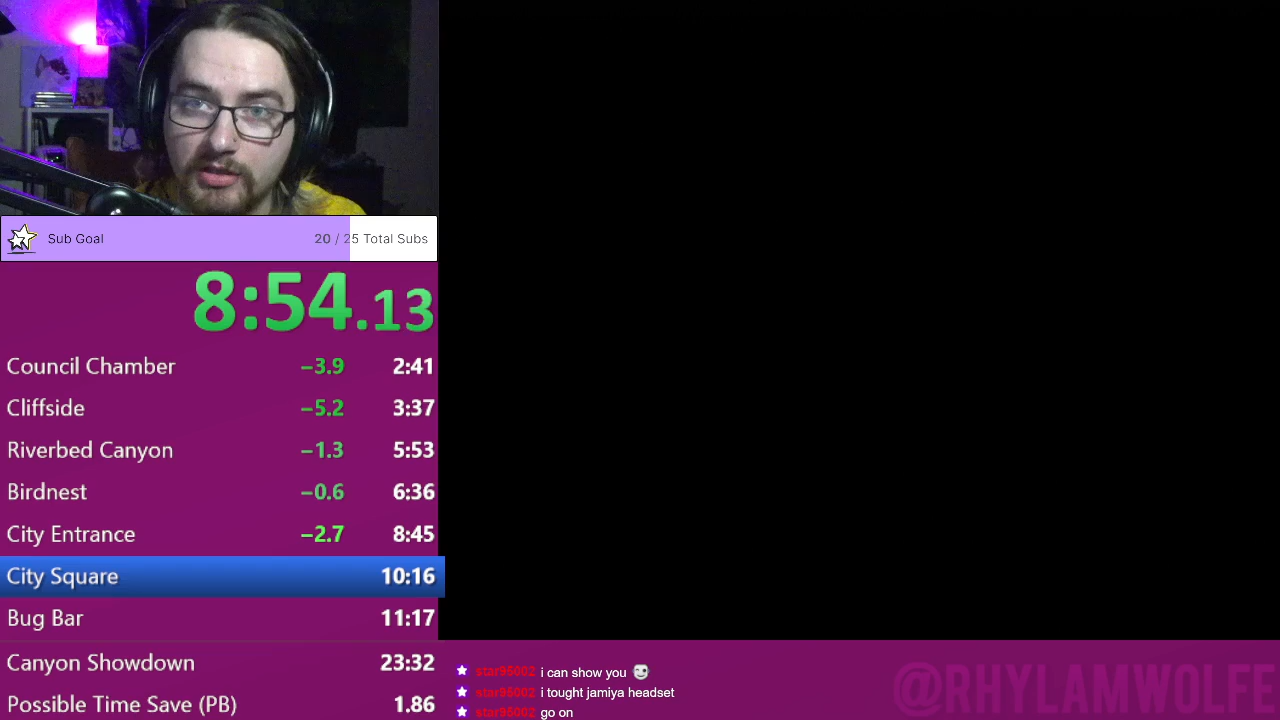 Sub Goal 20 / 25 Total Subs
8:54.13
Council Chamber −3.9 2:41
Cliffside −5.2 3:37
Riverbed Canyon −1.3 5:53
Birdnest −0.6 6:36
City Entrance −2.7 8:45
City Square 10:16
Bug Bar 11:17
Canyon Showdown 23:32
Possible Time Save (PB) 1.86
star95002 i can show you
star95002 i tought jamiya headset
star95002 go on
@RHYLAMWOLFE